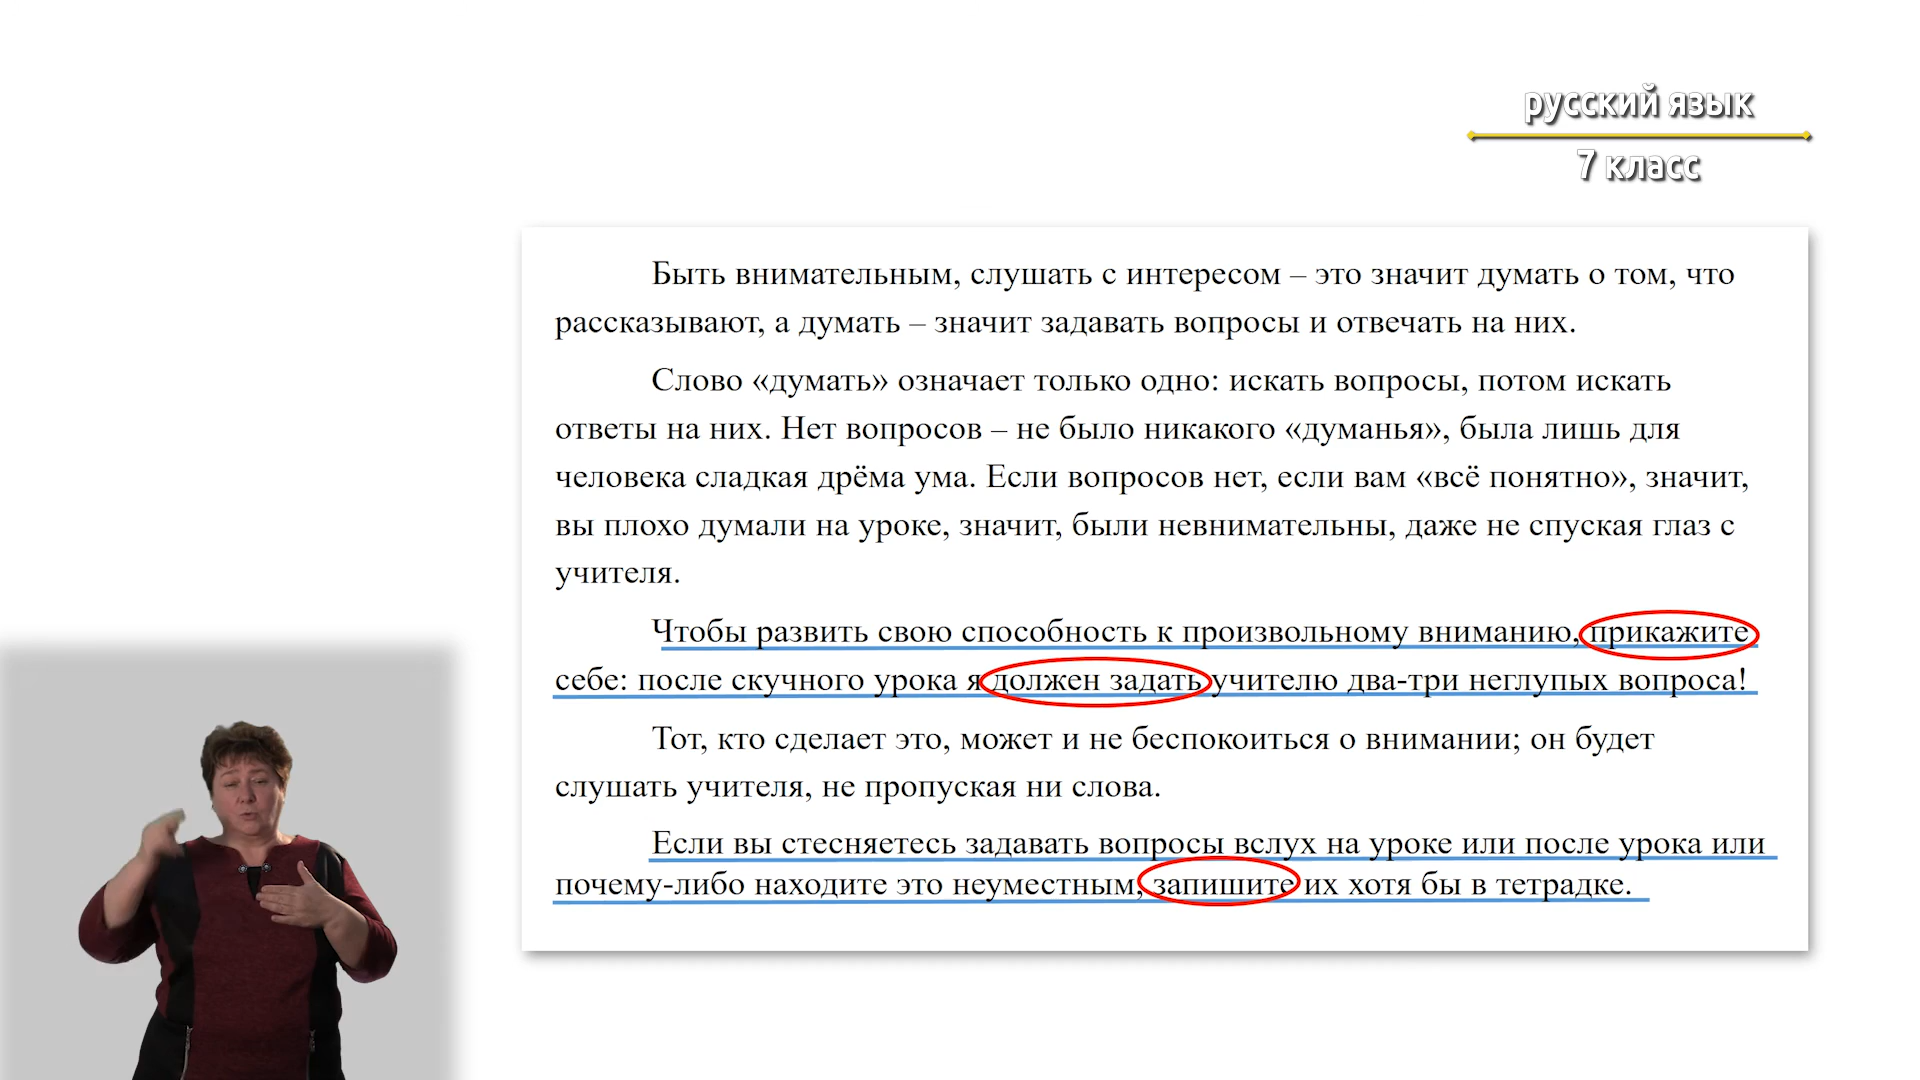 русский язык
7 класс
Быть внимательным, слушать с интересом – это значит думать о том, что
рассказывают, а думать – значит задавать вопросы и отвечать на них.
Слово «думать» означает только одно: искать вопросы, потом искать
ответы на них. Нет вопросов – не было никакого «думанья», была лишь для
человека сладкая дрёма ума. Если вопросов нет, если вам «всё понятно», значит,
вы плохо думали на уроке, значит, были невнимательны, даже не спуская глаз с
учителя.
Чтобы развить свою способность к произвольному вниманию, прикажите
себе: после скучного урока я должен задать учителю два-три неглупых вопроса!
Тот, кто сделает это, может и не беспокоиться о внимании; он будет
слушать учителя, не пропуская ни слова.
Если вы стесняетесь задавать вопросы вслух на уроке или после урока или
почему-либо находите это неуместным, запишите их хотя бы в тетрадке.